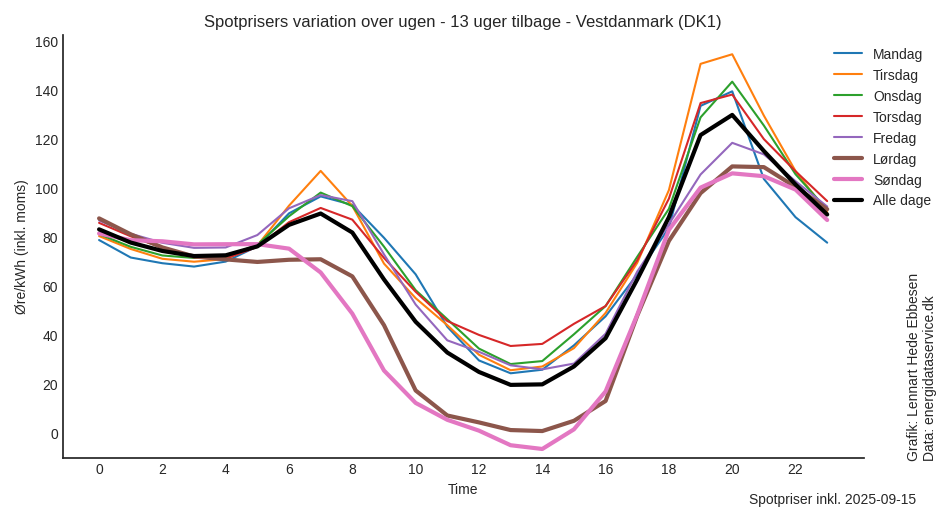 Spotprisers variation over ugen - 13 uger tilbage - Vestdanmark (DK1)
160
140
120
100
80
60
40
20
0
Øre/kWh (inkl. moms)
0 2 4 6 8 10 12 14 16 18 20 22
Time
Mandag
Tirsdag
Onsdag
Torsdag
Fredag
Lørdag
Søndag
Alle dage
Grafik: Lennart Hede Ebbesen
Data: energidataservice.dk
Spotpriser inkl. 2025-09-15